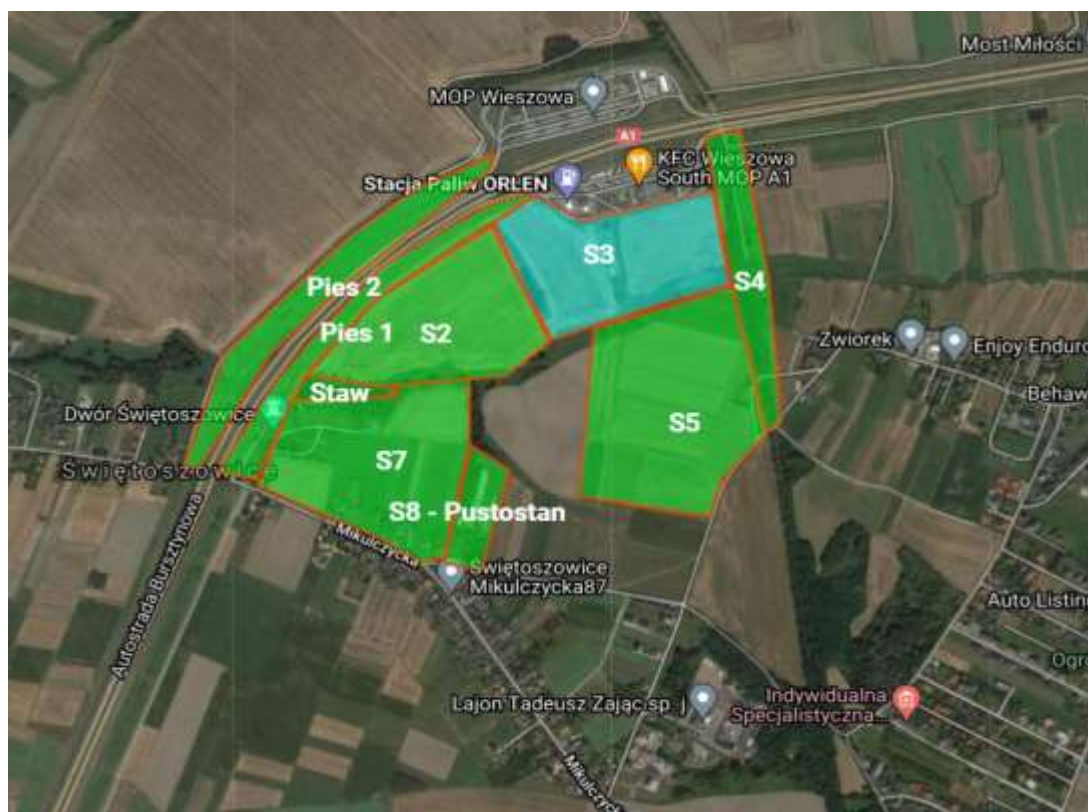 Most Miłości
MOP Wieszowa
A1
KFC Wieszowa
South MOP A1
Stacja Paliw ORLEN
S3
Pies 2
S4
Pies 1
S2
Zwiorek
Enjoy Enduro
Staw
Behaw
Dwór Świętoszowice
S5
S7
Świętoszowice
S8 - Pustostan
Mikulczycka
Autostrada Bursztynowa
Świętoszowice
Mikulczycka87
Auto Listing
Ogro
Lajon Tadeusz Zając sp. j
Indywidualna
Specjalistyczna...
Mikulczycka